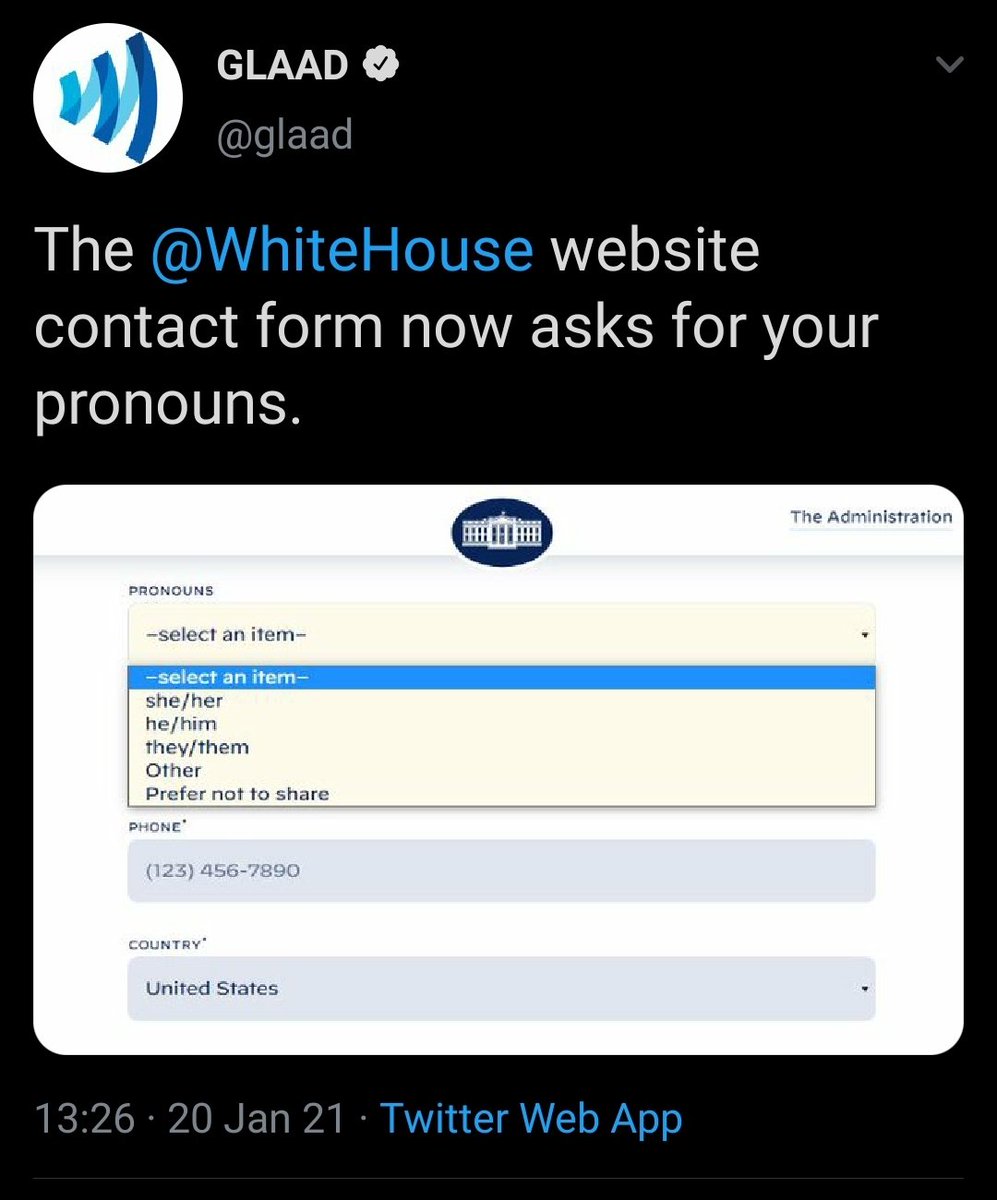 GLAAD
@glaad
The @WhiteHouse website
contact form now asks for your
pronouns.
The Administration
PRONOUNS
–select an item–
–select an item–
she/her
he/him
they/them
Other
Prefer not to share
PHONE*
(123) 456-7890
COUNTRY*
United States
13:26 · 20 Jan 21 · Twitter Web App